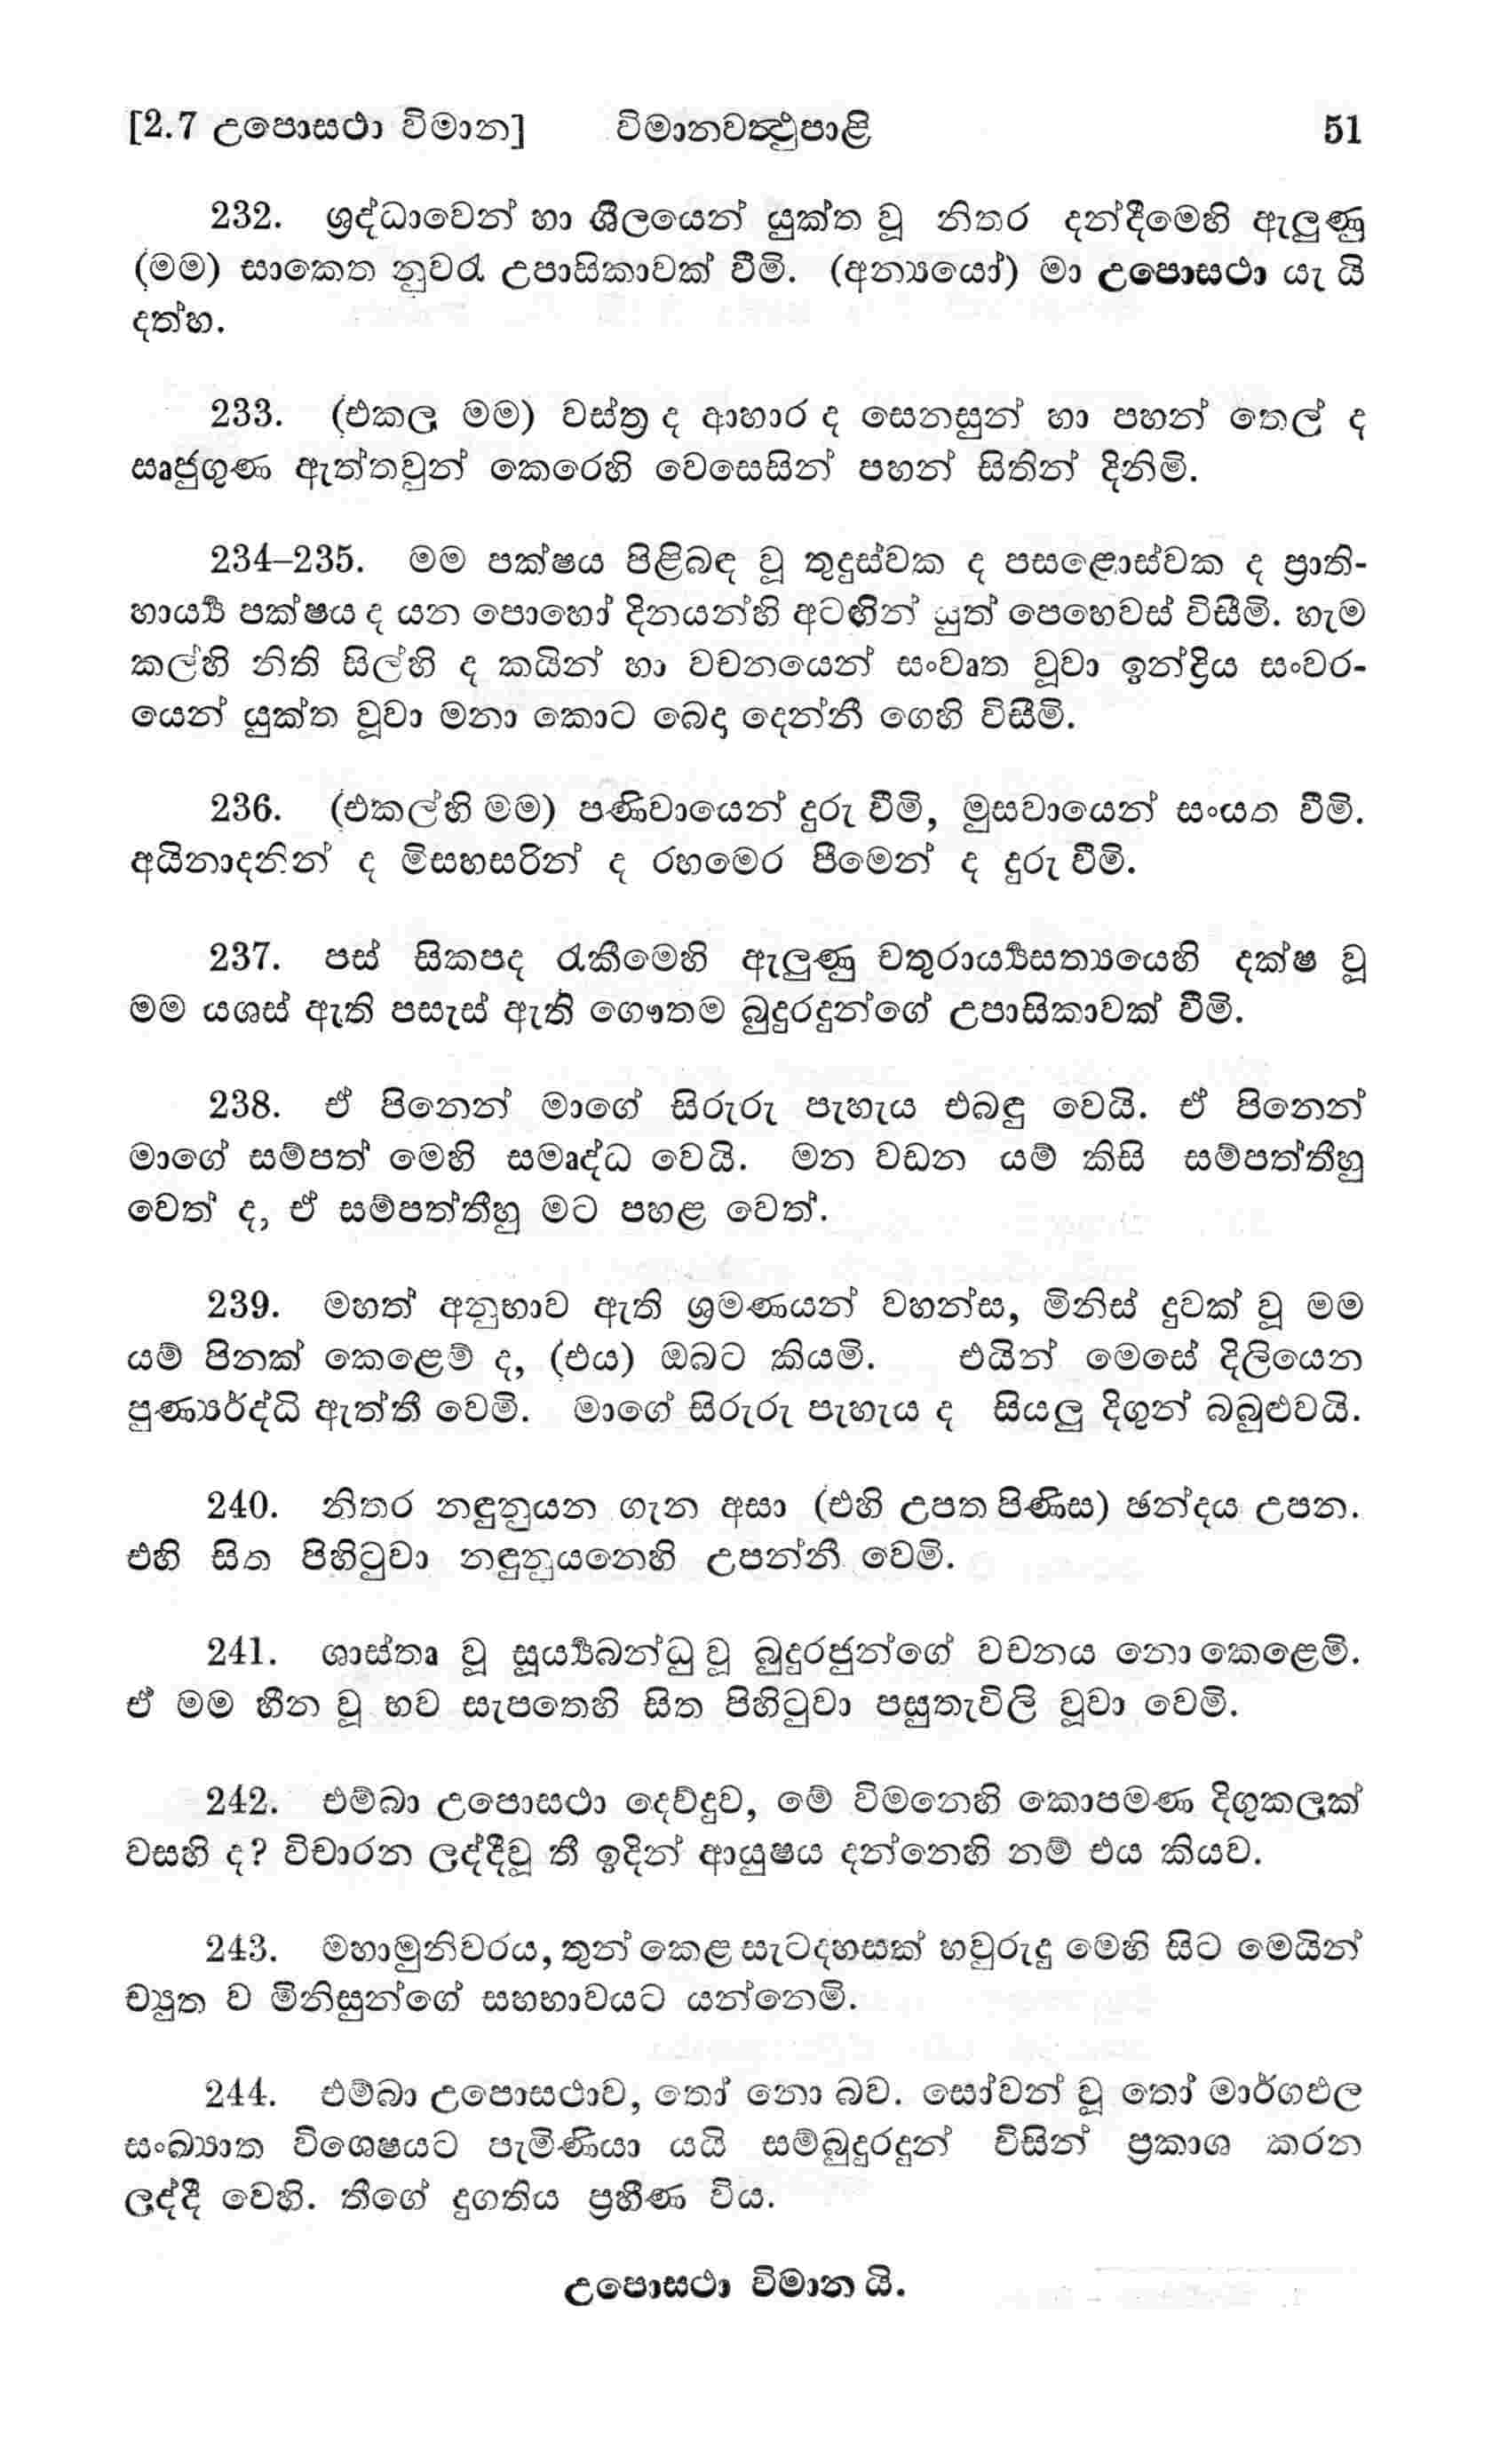 [2.7 උපොසථා විමාන] විමානවත්‍ථුපාළි 51
232. ශ්‍රද්ධාවෙන් හා ශීලයෙන් යුක්ත වූ නිතර දන්දීමෙහි ඇලුණු
(මම) සාකෙත නුවරැ උපාසිකාවක් වීමි. (අන්‍යයෝ) මා උපොසථා යැ යි
දත්හ.
233. (එකල මම) වස්ත්‍ර ද ආහාර ද සෙනසුන් හා පහන් තෙල් ද
සෘජුගුණ ඇත්තවුන් කෙරෙහි වෙසෙසින් පහන් සිතින් දිනිමි.
234–235. මම පක්ෂය පිළිබඳ වූ තුදුස්වක ද පසළොස්වක ද ප්‍රාති-
හාර්‍ය්‍ය පක්ෂය ද යන පොහෝ දිනයන්හි අටඟින් යුත් පෙහෙවස් විසීමි. හැම
කල්හි නිති සිල්හි ද කයින් හා වචනයෙන් සංවෘත වූවා ඉන්ද්‍රිය සංවර-
යෙන් යුක්ත වූවා මනා කොට බෙදා දෙන්නී ගෙහි විසීමි.
236. (එකල්හි මම) පණිවායෙන් දුරු වීමි, මුසවායෙන් සංයත වීමි.
අයිනාදනින් ද මිසහසරින් ද රහමෙර පීමෙන් ද දුරු වීමි.
237. පස් සිකපද රැකීමෙහි ඇලුණු චතුරාර්‍ය්‍යසත්‍යයෙහි දක්ෂ වූ
මම යශස් ඇති පසැස් ඇති ගෞතම බුදුරදුන්ගේ උපාසිකාවක් වීමි.
238. ඒ පිනෙන් මාගේ සිරුරු පැහැය එබඳු වෙයි. ඒ පිනෙන්
මාගේ සම්පත් මෙහි සමෘද්ධ වෙයි. මන වඩන යම් කිසි සම්පත්තීහු
වෙත් ද, ඒ සම්පත්තීහු මට පහළ වෙත්.
239. මහත් අනුභාව ඇති ශ්‍රමණයන් වහන්ස, මිනිස් දුවක් වූ මම
යම් පිනක් කෙළෙම් ද, (එය) ඔබට කියමි. එයින් මෙසේ දිලියෙන
පුණ්‍යර්ද්ධි ඇත්තී වෙමි. මාගේ සිරුරු පැහැය ද සියලු දිගුන් බබුළුවයි.
240. නිතර නඳුනුයන ගැන අසා (එහි උපත පිණිස) ඡන්දය උපන.
එහි සිත පිහිටුවා නඳුනුයනෙහි උපන්නී වෙමි.
241. ශාස්තෘ වූ සූර්‍ය්‍යබන්ධු වූ බුදුරජුන්ගේ වචනය නො කෙළෙමි.
ඒ මම හීන වූ භව සැපතෙහි සිත පිහිටුවා පසුතැවිලි වූවා වෙමි.
242. එම්බා උපොසථා දෙව්දුව, මේ විමනෙහි කොපමණ දිගුකලක්
වසහි ද? විචාරන ලද්දීවූ තී ඉදින් ආයුෂය දන්නෙහි නම් එය කියව.
243. මහාමුනිවරය, තුන් කෙළ සැටදහසක් හවුරුදු මෙහි සිට මෙයින්
ච්‍යුත ව මිනිසුන්ගේ සහභාවයට යන්නෙමි.
244. එම්බා උපොසථාව, තෝ නො බව. සෝවන් වූ තෝ මාර්ගඵල
සංඛ්‍යාත විශෙෂයට පැමිණියා යයි සම්බුදුරදුන් විසින් ප්‍රකාශ කරන
ලද්දී වෙහි. තීගේ දුගතිය ප්‍රහීණ විය.
උපොසථා විමාන යි.